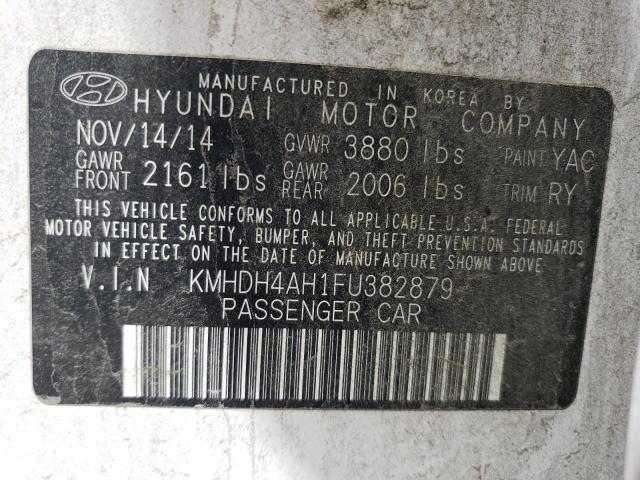 MANUFACTURED IN KOREA BY
HYUNDAI MOTOR COMPANY
NOV/14/14 GVWR 3880 lbs PAINT YAC
GAWR FRONT 2161 lbs GAWR REAR 2006 lbs TRIM RY
THIS VEHICLE CONFORMS TO ALL APPLICABLE U.S.A. FEDERAL
MOTOR VEHICLE SAFETY, BUMPER, AND THEFT PREVENTION STANDARDS
IN EFFECT ON THE DATE OF MANUFACTURE SHOWN ABOVE.
V.I.N KMHDH4AH1FU382879
PASSENGER CAR